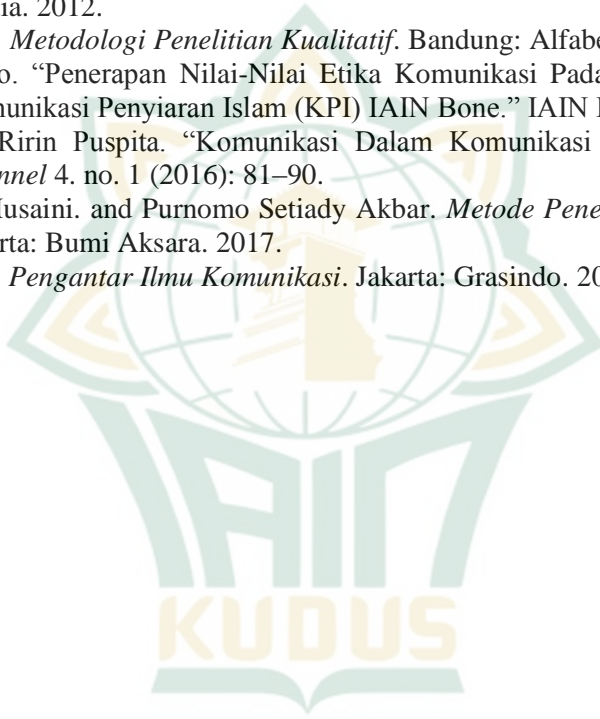 ia. 2012.
Metodologi Penelitian Kualitatif. Bandung: Alfabe
o. “Penerapan Nilai-Nilai Etika Komunikasi Pada
munikasi Penyiaran Islam (KPI) IAIN Bone.” IAIN
Ririn Puspita. “Komunikasi Dalam Komunikasi
nnel 4. no. 1 (2016): 81–90.
Husaini. and Purnomo Setiady Akbar. Metode Pene
rta: Bumi Aksara. 2017.
Pengantar Ilmu Komunikasi. Jakarta: Grasindo. 20
IAIN
KUDUS